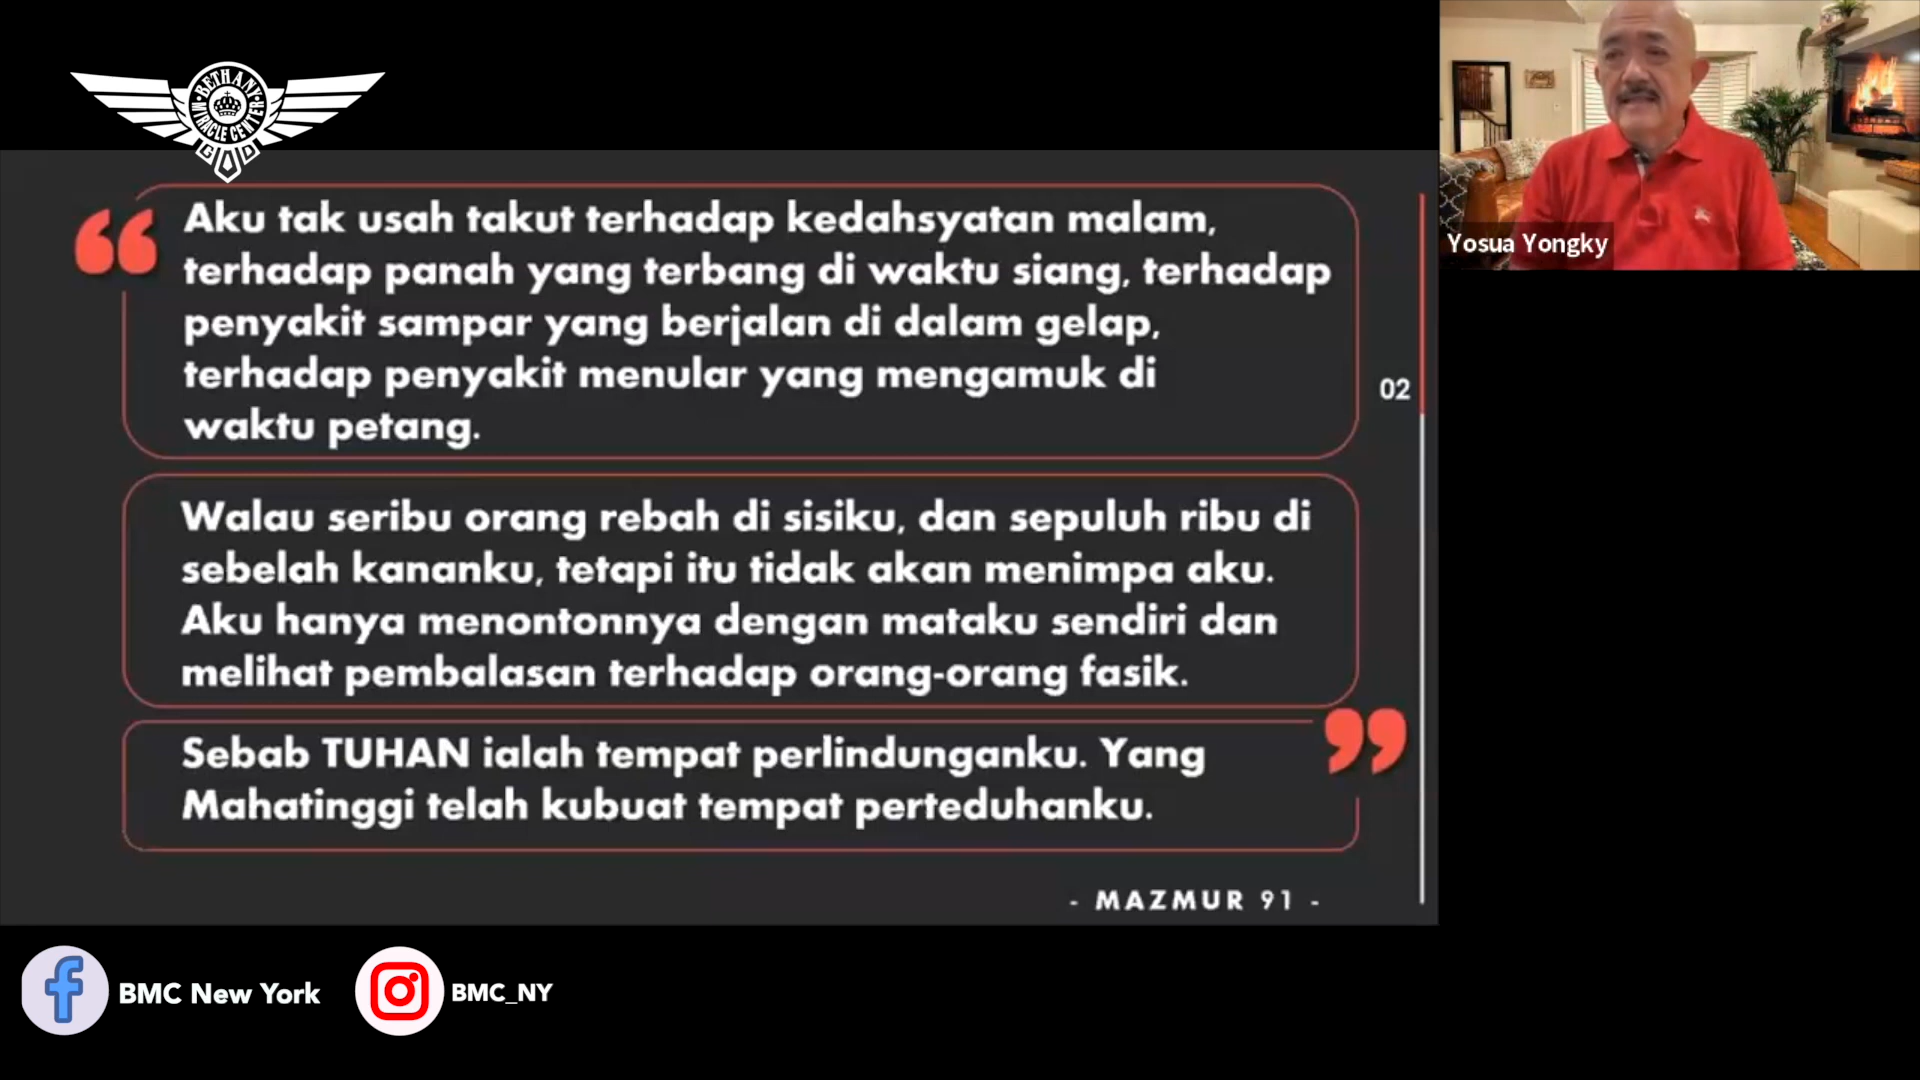 BETHANY
MIRACLE CENTER
GOD
Aku tak usah takut terhadap kedahsyatan malam,
terhadap panah yang terbang di waktu siang, terhadap
penyakit sampar yang berjalan di dalam gelap,
terhadap penyakit menular yang mengamuk di
waktu petang.
02
Walau seribu orang rebah di sisiku, dan sepuluh ribu di
sebelah kananku, tetapi itu tidak akan menimpa aku.
Aku hanya menontonnya dengan mataku sendiri dan
melihat pembalasan terhadap orang-orang fasik.
Sebab TUHAN ialah tempat perlindunganku. Yang
Mahatinggi telah kubuat tempat perteduhanku.
- MAZMUR 91 -
Yosua Yongky
BMC New York
BMC_NY